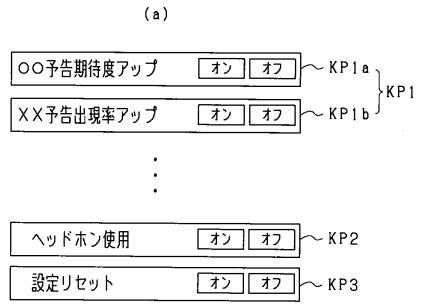 (a)
〇〇予告期待度アップ オン オフ KP1a
XX予告出現率アップ オン オフ KP1b
KP1
ヘッドホン使用 オン オフ KP2
設定リセット オン オフ KP3